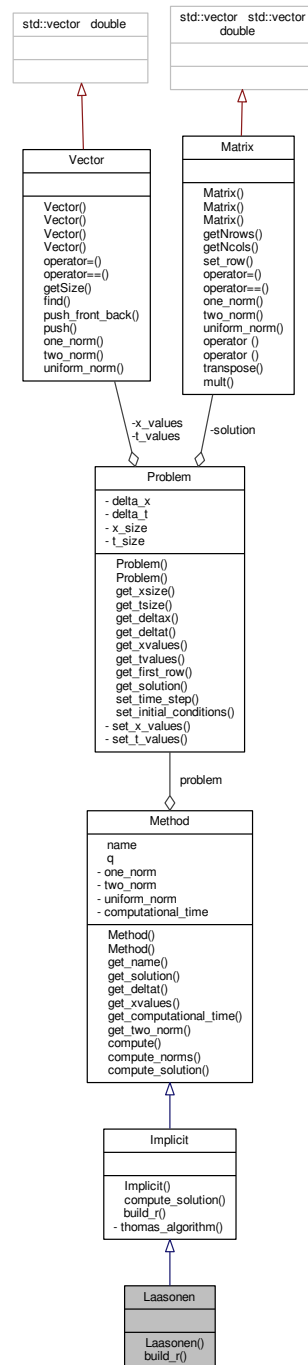 std::vector double
std::vector std::vector
double
Vector
Vector()
Vector()
Vector()
Vector()
operator=()
operator==()
getSize()
find()
push_front_back()
push()
one_norm()
two_norm()
uniform_norm()
Matrix
Matrix()
Matrix()
Matrix()
getNrows()
getNcols()
set_row()
operator=()
operator==()
one_norm()
two_norm()
uniform_norm()
operator ()
operator ()
transpose()
mult()
-x_values
-t_values
-solution
Problem
- delta_x
- delta_t
- x_size
- t_size
Problem()
Problem()
get_xsize()
get_tsize()
get_deltax()
get_deltat()
get_xvalues()
get_tvalues()
get_first_row()
get_solution()
set_time_step()
set_initial_conditions()
- set_x_values()
- set_t_values()
problem
Method
name
q
- one_norm
- two_norm
- uniform_norm
- computational_time
Method()
Method()
get_name()
get_solution()
get_deltat()
get_xvalues()
get_computational_time()
get_two_norm()
compute()
compute_norms()
compute_solution()
Implicit
Implicit()
compute_solution()
build_r()
- thomas_algorithm()
Laasonen
Laasonen()
build_r()